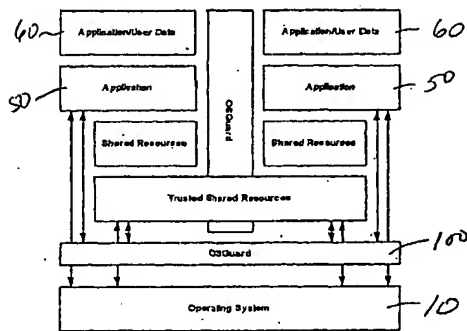 60
Application/User Data
Application/User Data
60
50
Application
Application
50
OSGuard
Shared Resources
Shared Resources
Trusted Shared Resources
OSGuard
100
Operating System
10